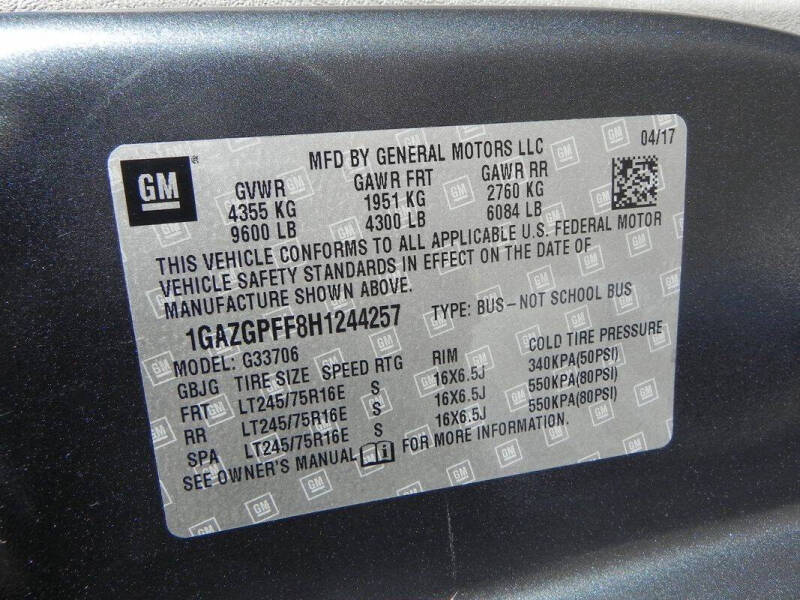 GM
MFD BY GENERAL MOTORS LLC 04/17
GVWR GAWR FRT GAWR RR
4355 KG 1951 KG 2760 KG
9600 LB 4300 LB 6084 LB
THIS VEHICLE CONFORMS TO ALL APPLICABLE U.S. FEDERAL MOTOR
VEHICLE SAFETY STANDARDS IN EFFECT ON THE DATE OF
MANUFACTURE SHOWN ABOVE.
1GAZGPFF8H1244257 TYPE: BUS-NOT SCHOOL BUS
MODEL: G33706
GBJG TIRE SIZE SPEED RTG RIM COLD TIRE PRESSURE
FRT LT245/75R16E S 16X6.5J 340KPA(50PSI)
RR LT245/75R16E S 16X6.5J 550KPA(80PSI)
SPA LT245/75R16E S 16X6.5J 550KPA(80PSI)
SEE OWNER'S MANUAL i FOR MORE INFORMATION.